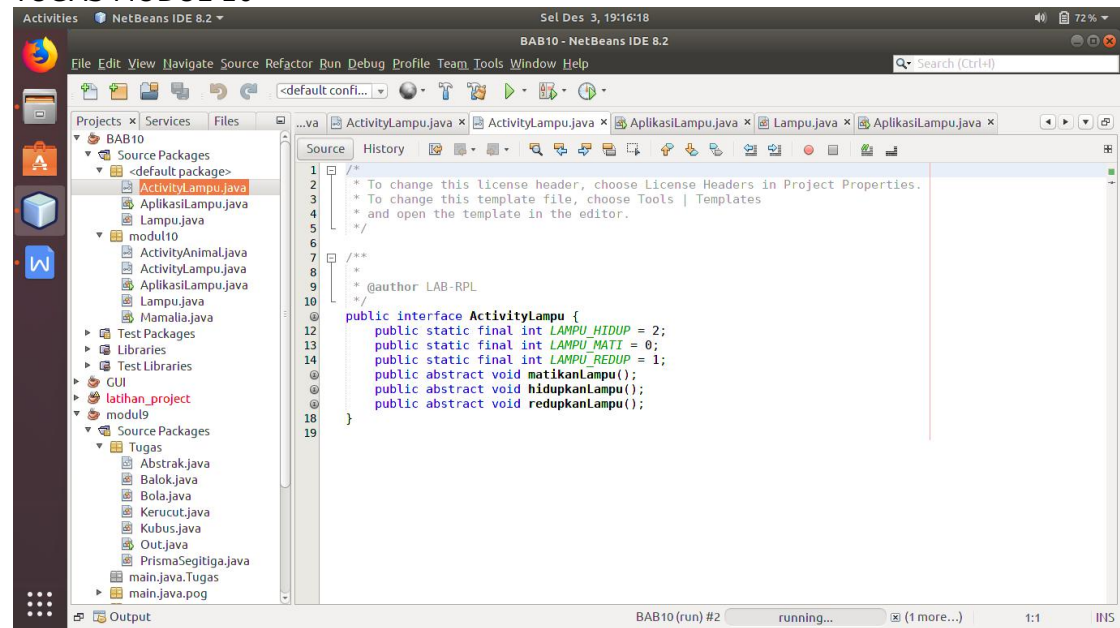 TUGAS MODUL 10
Activities NetBeans IDE 8.2 Sel Des 3, 19:16:18 72%
BAB10 - NetBeans IDE 8.2
File Edit View Navigate Source Refactor Run Debug Profile Team Tools Window Help Search (Ctrl+I)
<default confi...
Projects Services Files
...va ActivityLampu.java ActivityLampu.java AplikasiLampu.java Lampu.java AplikasiLampu.java
Source History
BAB10
Source Packages
<default package>
ActivityLampu.java
AplikasiLampu.java
Lampu.java
modul10
ActivityAnimal.java
ActivityLampu.java
AplikasiLampu.java
Lampu.java
Mamalia.java
Test Packages
Libraries
Test Libraries
GUI
latihan_project
modul9
Source Packages
Tugas
Abstrak.java
Balok.java
Bola.java
Kerucut.java
Kubus.java
Out.java
PrismaSegitiga.java
main.java.Tugas
main.java.pog
1 /*
2 * To change this license header, choose License Headers in Project Properties.
3 * To change this template file, choose Tools | Templates
4 * and open the template in the editor.
5 */
6
7 /**
8 *
9 * @author LAB-RPL
10 */
public interface ActivityLampu {
12 public static final int LAMPU_HIDUP = 2;
13 public static final int LAMPU_MATI = 0;
14 public static final int LAMPU_REDUP = 1;
public abstract void matikanLampu();
public abstract void hidupkanLampu();
public abstract void redupkanLampu();
18 }
19
Output BAB10 (run) #2 running... (1 more...) 1:1 INS